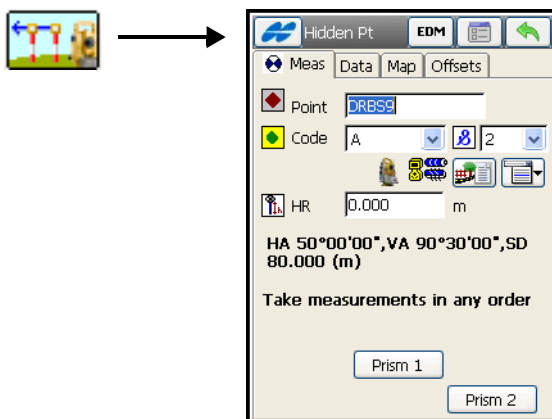 Hidden Pt EDM
Meas Data Map Offsets
Point DRBS9
Code A 2
HR 0.000 m
HA 50°00'00",VA 90°30'00",SD
80.000 (m)
Take measurements in any order
Prism 1
Prism 2